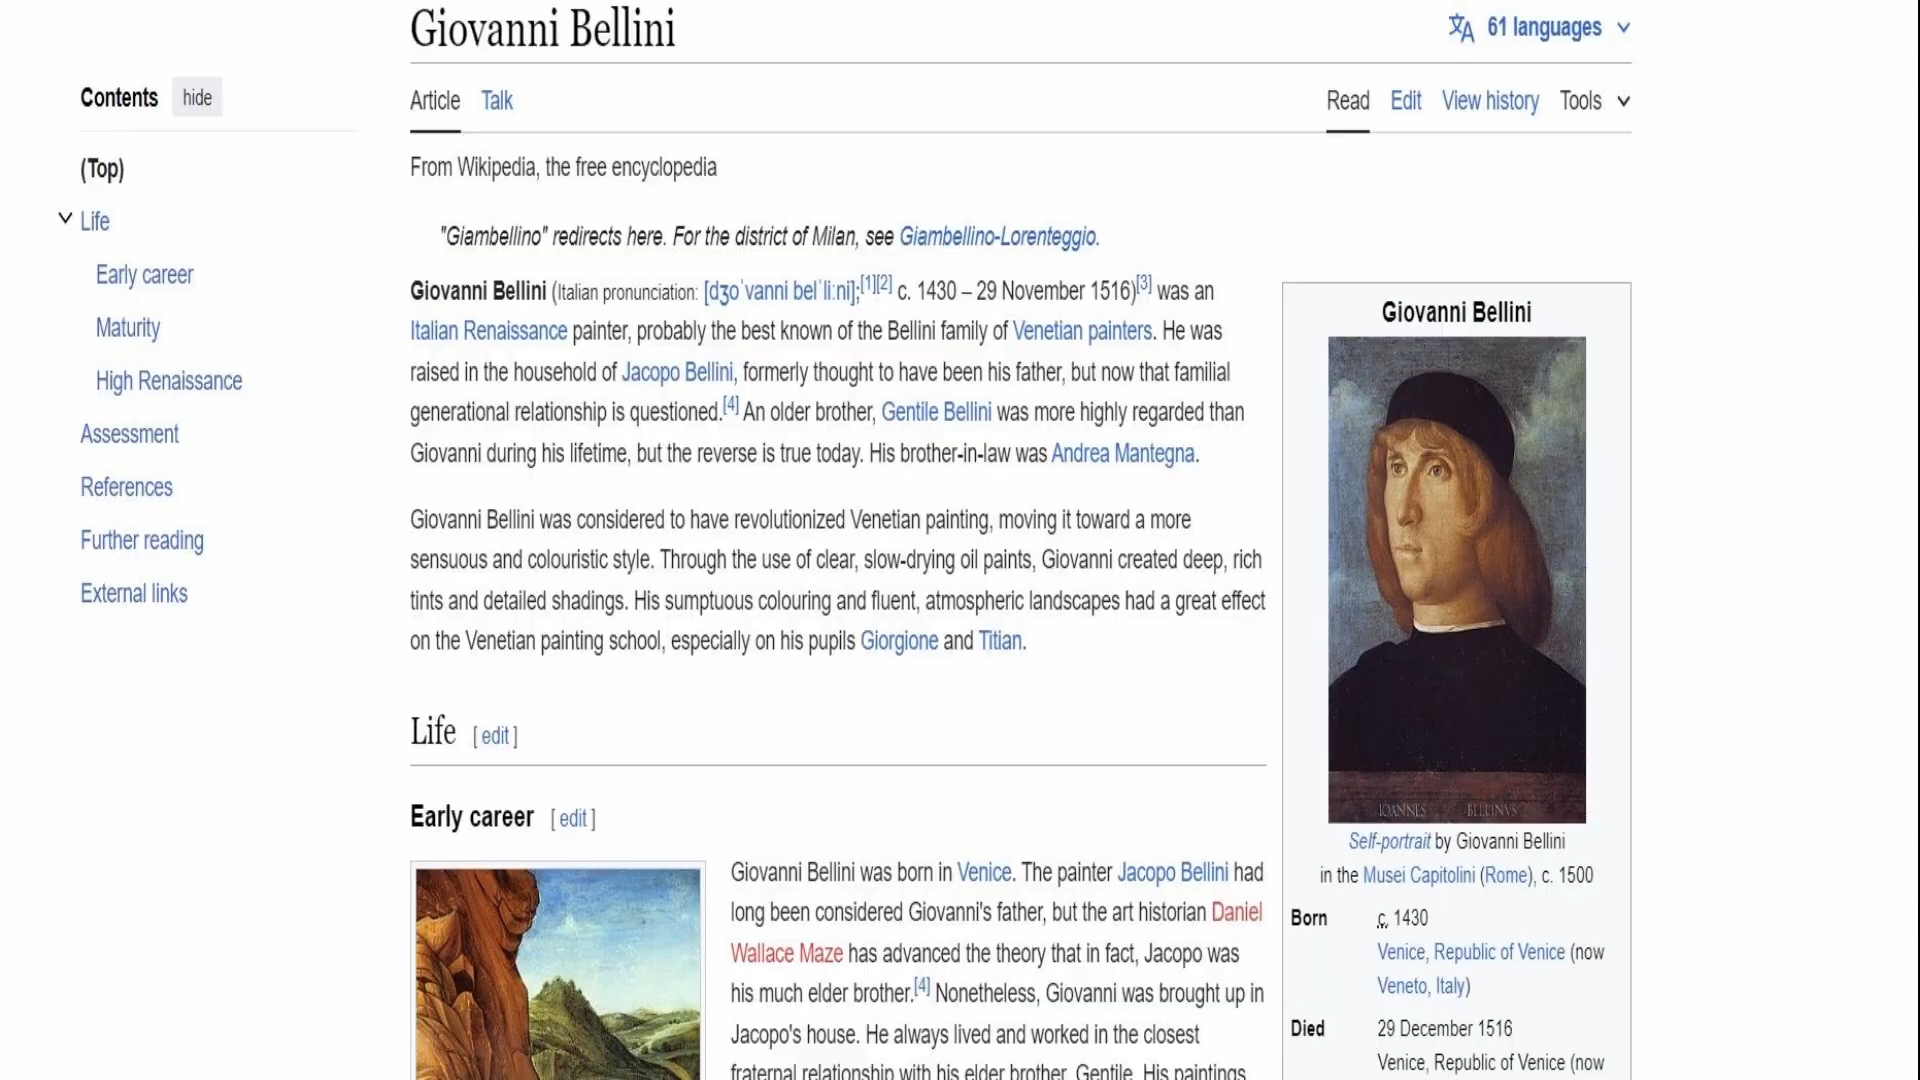 Giovanni Bellini
61 languages
Contents hide
Article Talk
Read Edit View history Tools
(Top)
Life
Early career
Maturity
High Renaissance
Assessment
References
Further reading
External links
From Wikipedia, the free encyclopedia
"Giambellino" redirects here. For the district of Milan, see Giambellino-Lorenteggio.
Giovanni Bellini (Italian pronunciation: [dʒoˈvanni belˈliːni];[1][2] c. 1430 – 29 November 1516)[3] was an
Italian Renaissance painter, probably the best known of the Bellini family of Venetian painters. He was
raised in the household of Jacopo Bellini, formerly thought to have been his father, but now that familial
generational relationship is questioned.[4] An older brother, Gentile Bellini was more highly regarded than
Giovanni during his lifetime, but the reverse is true today. His brother-in-law was Andrea Mantegna.
Giovanni Bellini was considered to have revolutionized Venetian painting, moving it toward a more
sensuous and colouristic style. Through the use of clear, slow-drying oil paints, Giovanni created deep, rich
tints and detailed shadings. His sumptuous colouring and fluent, atmospheric landscapes had a great effect
on the Venetian painting school, especially on his pupils Giorgione and Titian.
Life [ edit ]
Early career [ edit ]
Giovanni Bellini was born in Venice. The painter Jacopo Bellini had
long been considered Giovanni's father, but the art historian Daniel
Wallace Maze has advanced the theory that in fact, Jacopo was
his much elder brother.[4] Nonetheless, Giovanni was brought up in
Jacopo's house. He always lived and worked in the closest
fraternal relationship with his elder brother, Gentile. His paintings
Giovanni Bellini
IOANNES BELLINVS
Self-portrait by Giovanni Bellini
in the Musei Capitolini (Rome), c. 1500
Born c. 1430
Venice, Republic of Venice (now
Veneto, Italy)
Died 29 December 1516
Venice, Republic of Venice (now